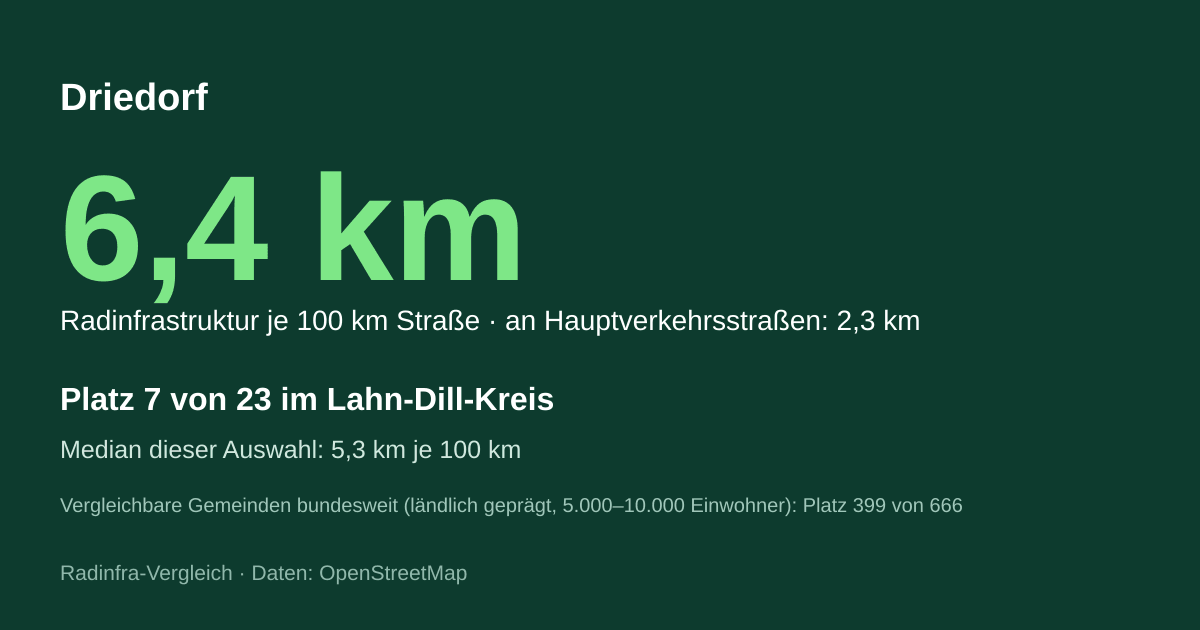 Driedorf
6,4 km
Radinfrastruktur je 100 km Straße · an Hauptverkehrsstraßen: 2,3 km
Platz 7 von 23 im Lahn-Dill-Kreis
Median dieser Auswahl: 5,3 km je 100 km
Vergleichbare Gemeinden bundesweit (ländlich geprägt, 5.000–10.000 Einwohner): Platz 399 von 666
Radinfra-Vergleich · Daten: OpenStreetMap